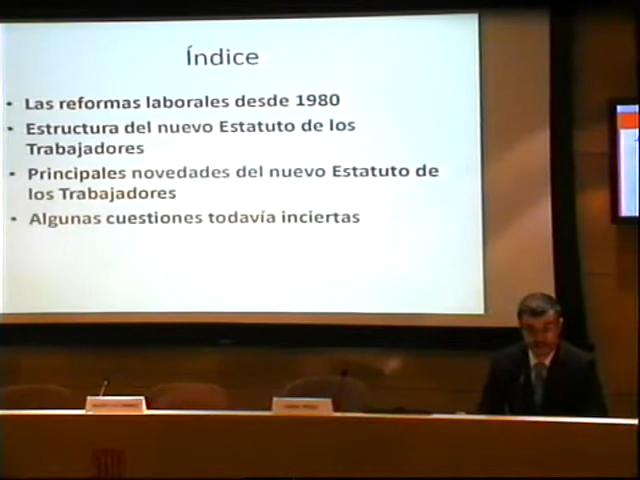 Índice
• Las reformas laborales desde 1980
• Estructura del nuevo Estatuto de los
Trabajadores
• Principales novedades del nuevo Estatuto de
los Trabajadores
• Algunas cuestiones todavía inciertas